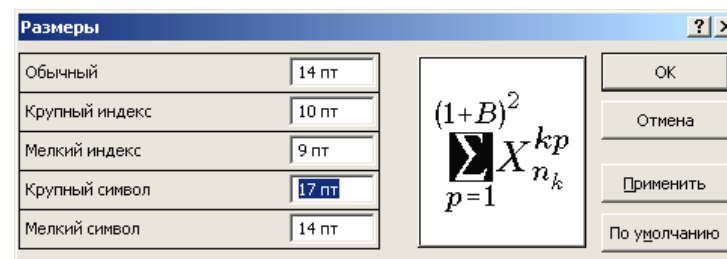 Размеры
Обычный 14 пт
Крупный индекс 10 пт
Мелкий индекс 9 пт
Крупный символ 17 пт
Мелкий символ 14 пт
(1+B)²
∑ X kp n k
p=1
OK
Отмена
Применить
По умолчанию